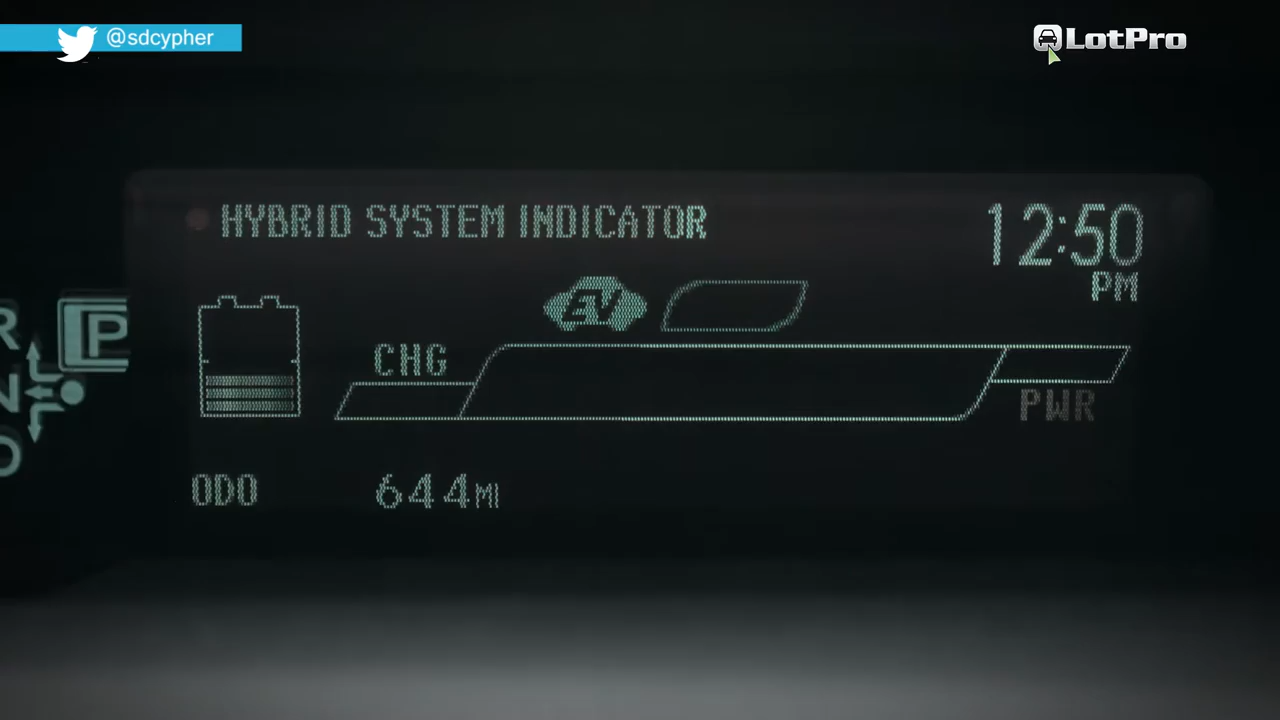 @sdcypher
LotPro
HYBRID SYSTEM INDICATOR
12:50
PM
EV
R
P
CHG
N
PWR
D
ODO
644MI